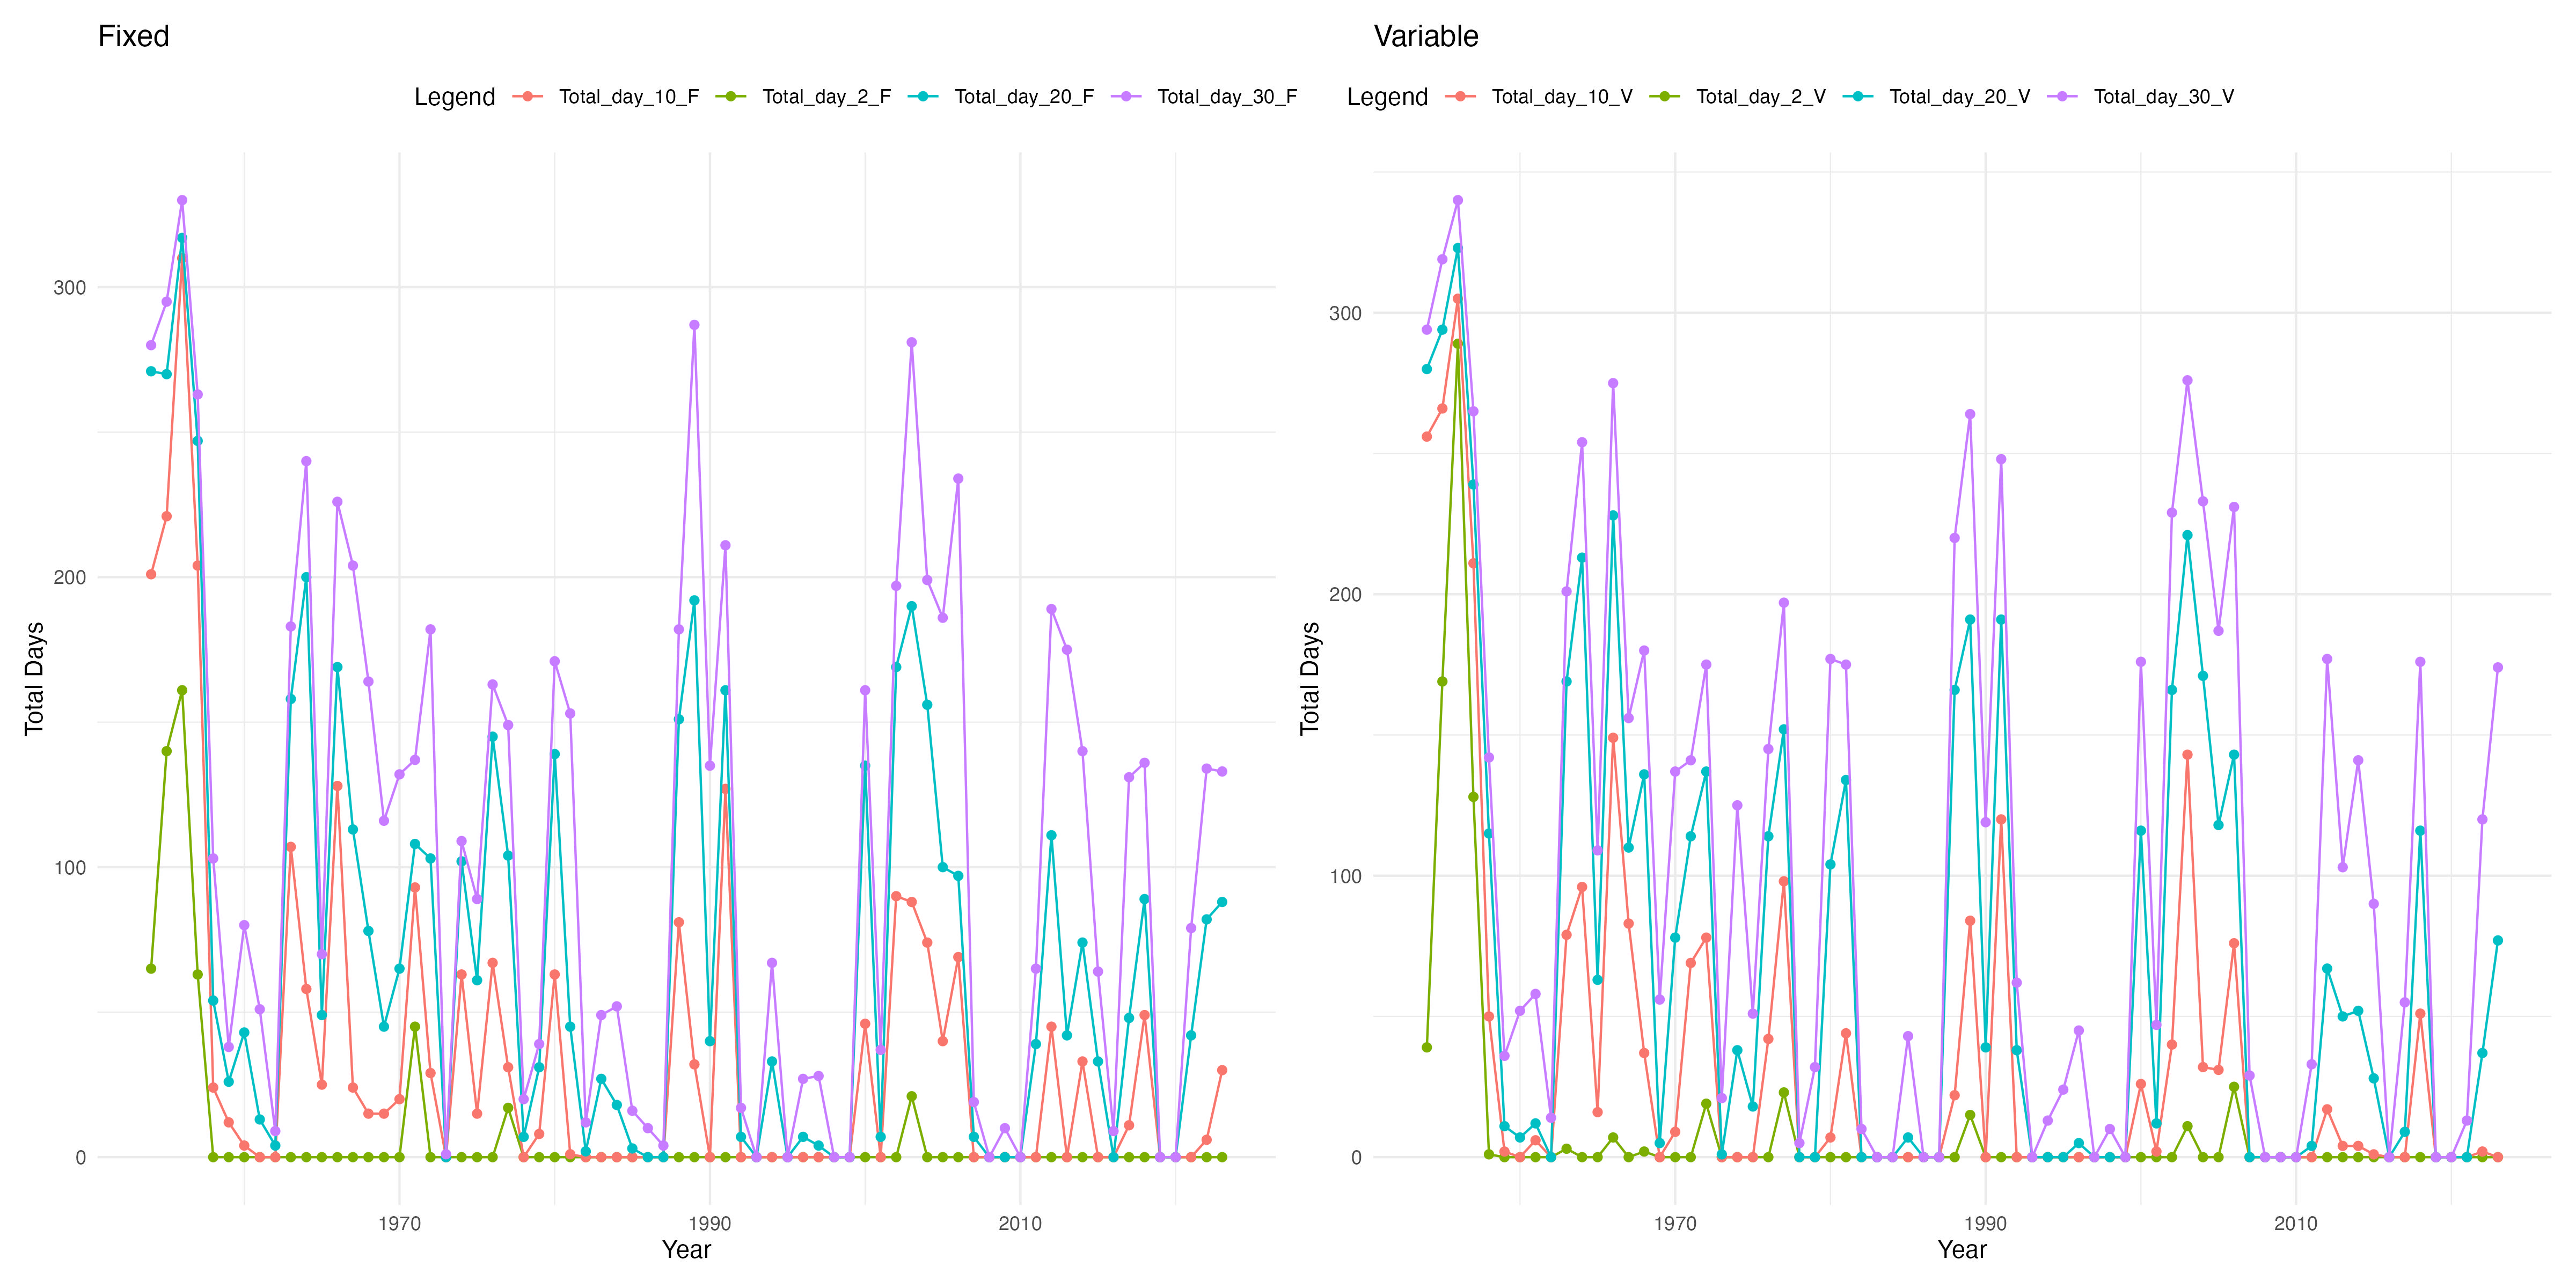 Fixed
Legend Total_day_10_F Total_day_2_F Total_day_20_F Total_day_30_F
300
200
100
0
Total Days
1970 1990 2010
Year
Variable
Legend Total_day_10_V Total_day_2_V Total_day_20_V Total_day_30_V
300
200
100
0
Total Days
1970 1990 2010
Year